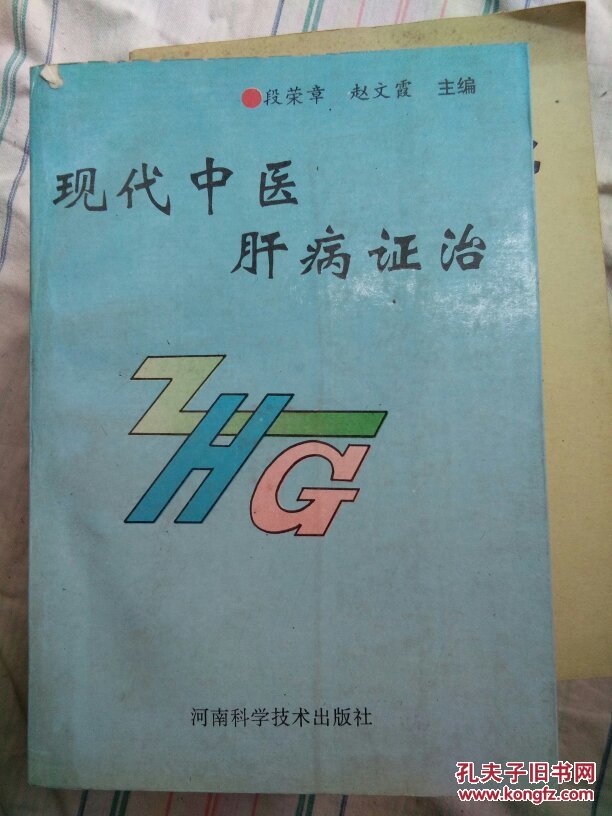 段荣章 赵文霞 主编
现代中医
肝病证治
ZHG
河南科学技术出版社
孔夫子旧书网
www.kongfz.com